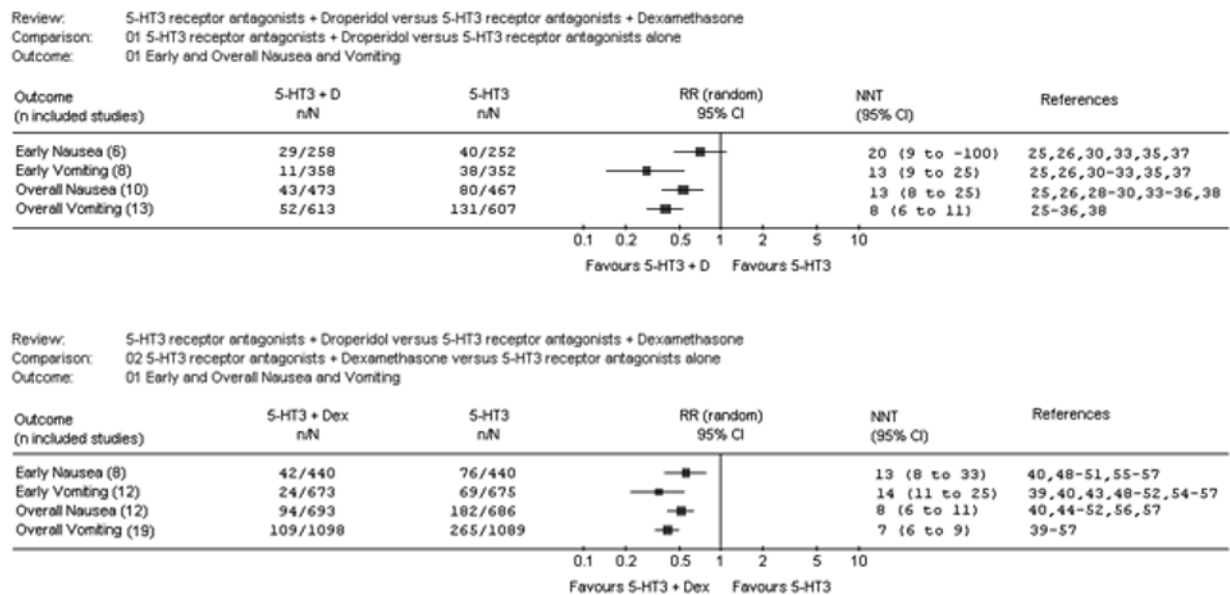 Review: 5-HT3 receptor antagonists + Droperidol versus 5-HT3 receptor antagonists + Dexamethasone
Comparison: 01 5-HT3 receptor antagonists + Droperidol versus 5-HT3 receptor antagonists alone
Outcome: 01 Early and Overall Nausea and Vomiting
Outcome 5-HT3 + D 5-HT3 RR (random) NNT References
(n included studies) n/N n/N 95% CI (95% CI)
Early Nausea (6) 29/258 40/252 20 (9 to -100) 25,26,30,33,35,37
Early Vomiting (8) 11/358 38/352 13 (9 to 25) 25,26,30-33,35,37
Overall Nausea (10) 43/473 80/467 13 (8 to 25) 25,26,28-30,33-36,38
Overall Vomiting (13) 52/613 131/607 8 (6 to 11) 25-36,38
0.1 0.2 0.5 1 2 5 10
Favours 5-HT3 + D Favours 5-HT3
Review: 5-HT3 receptor antagonists + Droperidol versus 5-HT3 receptor antagonists + Dexamethasone
Comparison: 02 5-HT3 receptor antagonists + Dexamethasone versus 5-HT3 receptor antagonists alone
Outcome: 01 Early and Overall Nausea and Vomiting
Outcome 5-HT3 + Dex 5-HT3 RR (random) NNT References
(n included studies) n/N n/N 95% CI (95% CI)
Early Nausea (8) 42/440 76/440 13 (8 to 33) 40,48-51,55-57
Early Vomiting (12) 24/673 69/675 14 (11 to 25) 39,40,43,48-52,54-57
Overall Nausea (12) 94/693 182/686 8 (6 to 11) 40,44-52,56,57
Overall Vomiting (19) 109/1098 265/1089 7 (6 to 9) 39-57
0.1 0.2 0.5 1 2 5 10
Favours 5-HT3 + Dex Favours 5-HT3